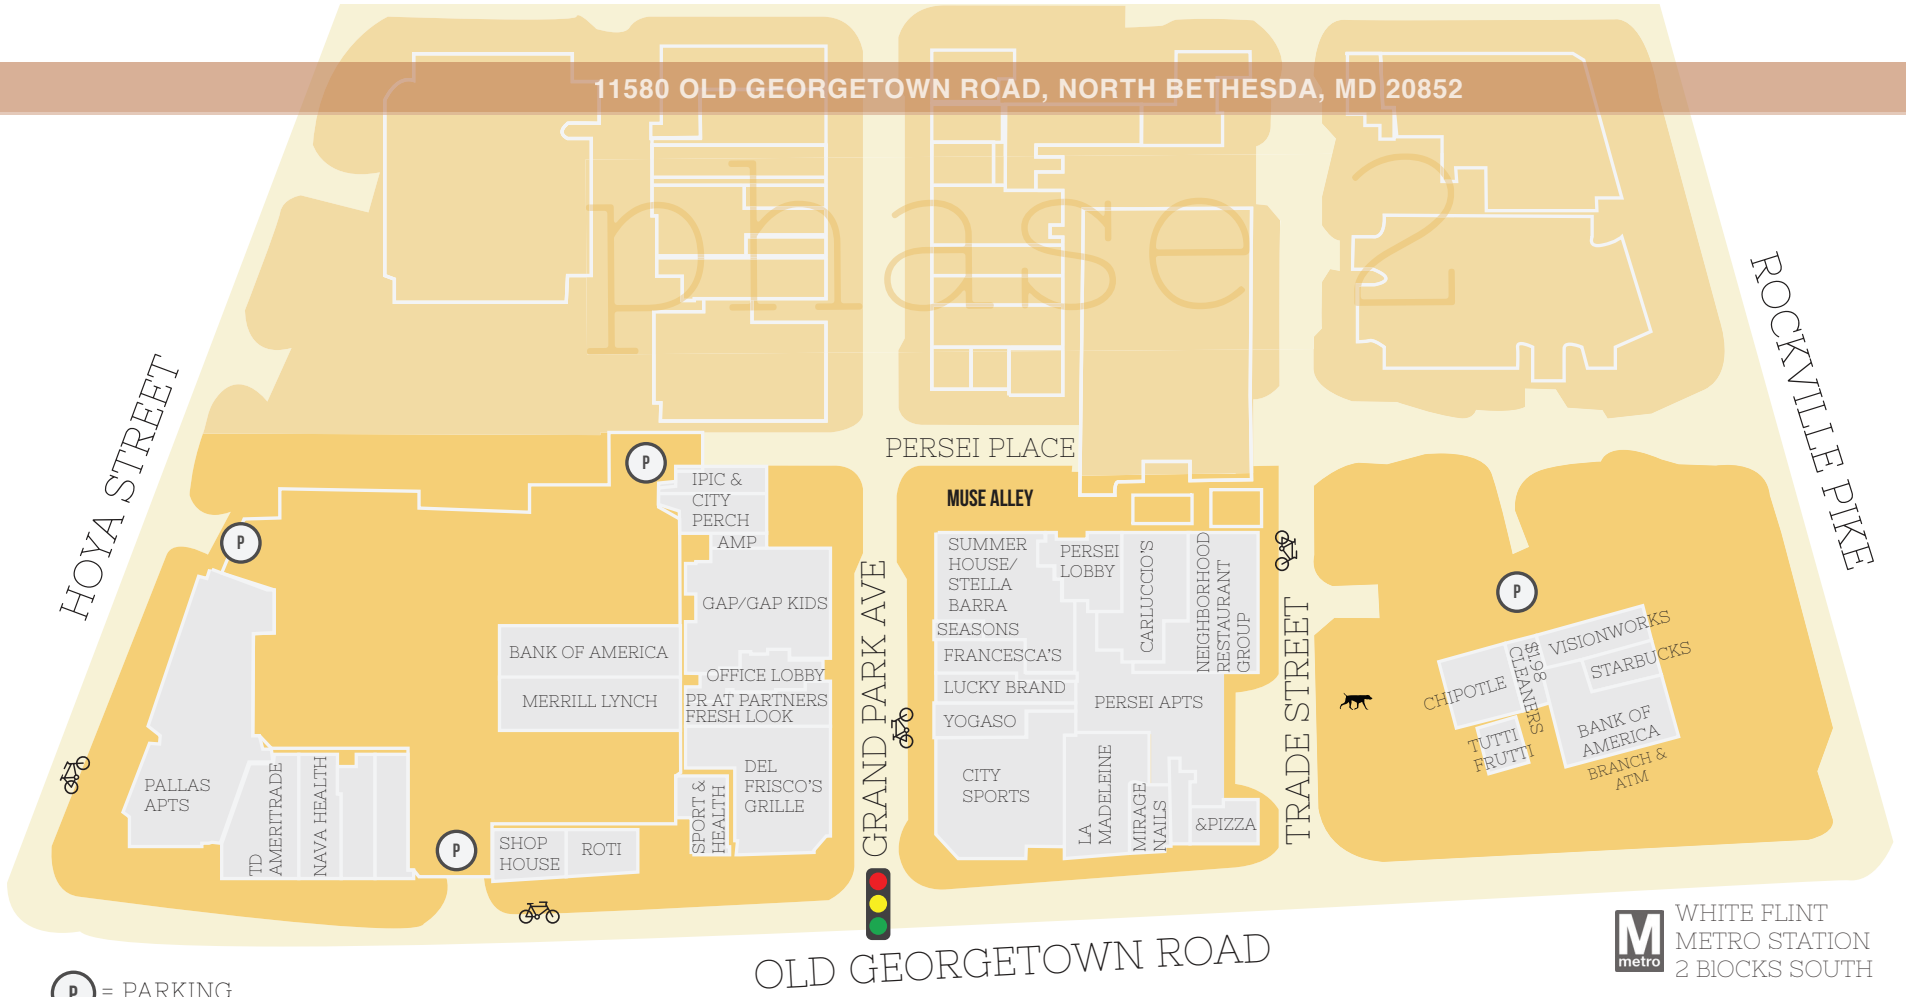 11580 OLD GEORGETOWN ROAD, NORTH BETHESDA, MD 20852
phase 2
HOYA STREET
ROCKVILLE PIKE
PERSEI PLACE
MUSE ALLEY
P
P
P
P
IPIC &
CITY
PERCH
AMP
GAP/GAP KIDS
BANK OF AMERICA
MERRILL LYNCH
OFFICE LOBBY
PR AT PARTNERS
FRESH LOOK
DEL
FRISCO'S
GRILLE
SPORT &
HEALTH
SHOP
HOUSE
ROTI
PALLAS
APTS
TD
AMERITRADE
NAVA HEALTH
GRAND PARK AVE
SUMMER
HOUSE/
STELLA
BARRA
SEASONS
FRANCESCA'S
LUCKY BRAND
YOGASO
CITY
SPORTS
PERSEI
LOBBY
CARLUCCIO'S
NEIGHBORHOOD
RESTAURANT
GROUP
PERSEI APTS
LA
MADELEINE
MIRAGE
NAILS
&PIZZA
TRADE STREET
CHIPOTLE
$1.98
CLEANERS
VISIONWORKS
STARBUCKS
TUTTI
FRUTTI
BANK OF
AMERICA
BRANCH &
ATM
OLD GEORGETOWN ROAD
M
metro
WHITE FLINT
METRO STATION
2 BlOCKS SOUTH
P = PARKING